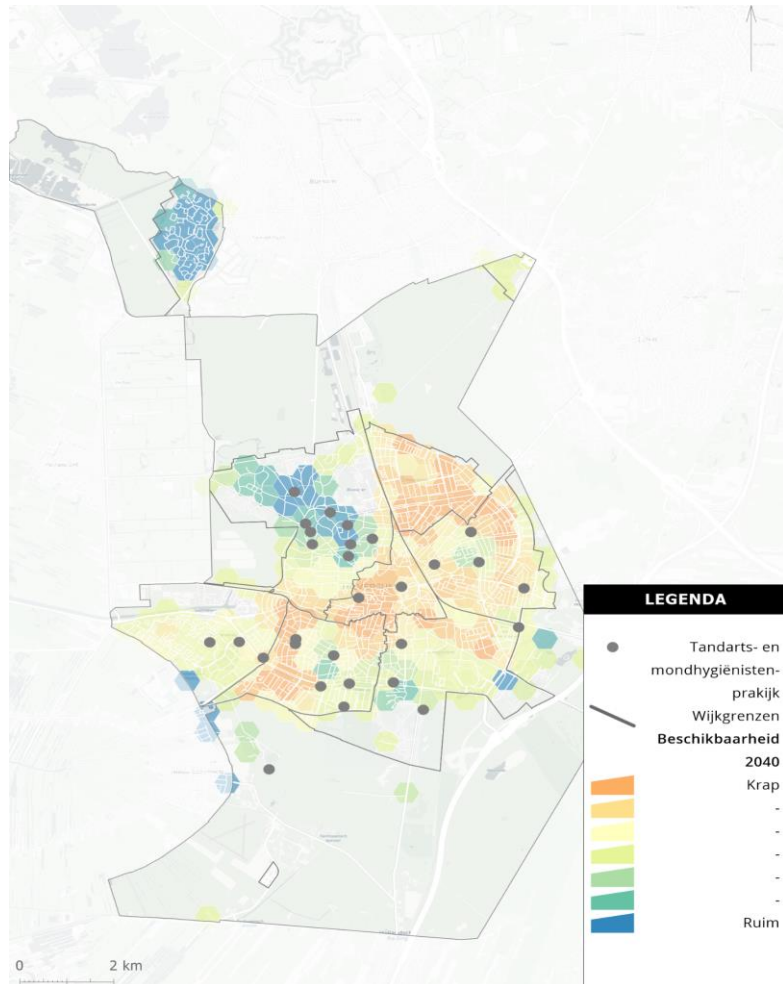 LEGENDA
Tandarts- en
mondhygiënisten-
prakijk
Wijkgrenzen
Beschikbaarheid
2040
Krap
-
-
-
-
-
Ruim
0 2 km